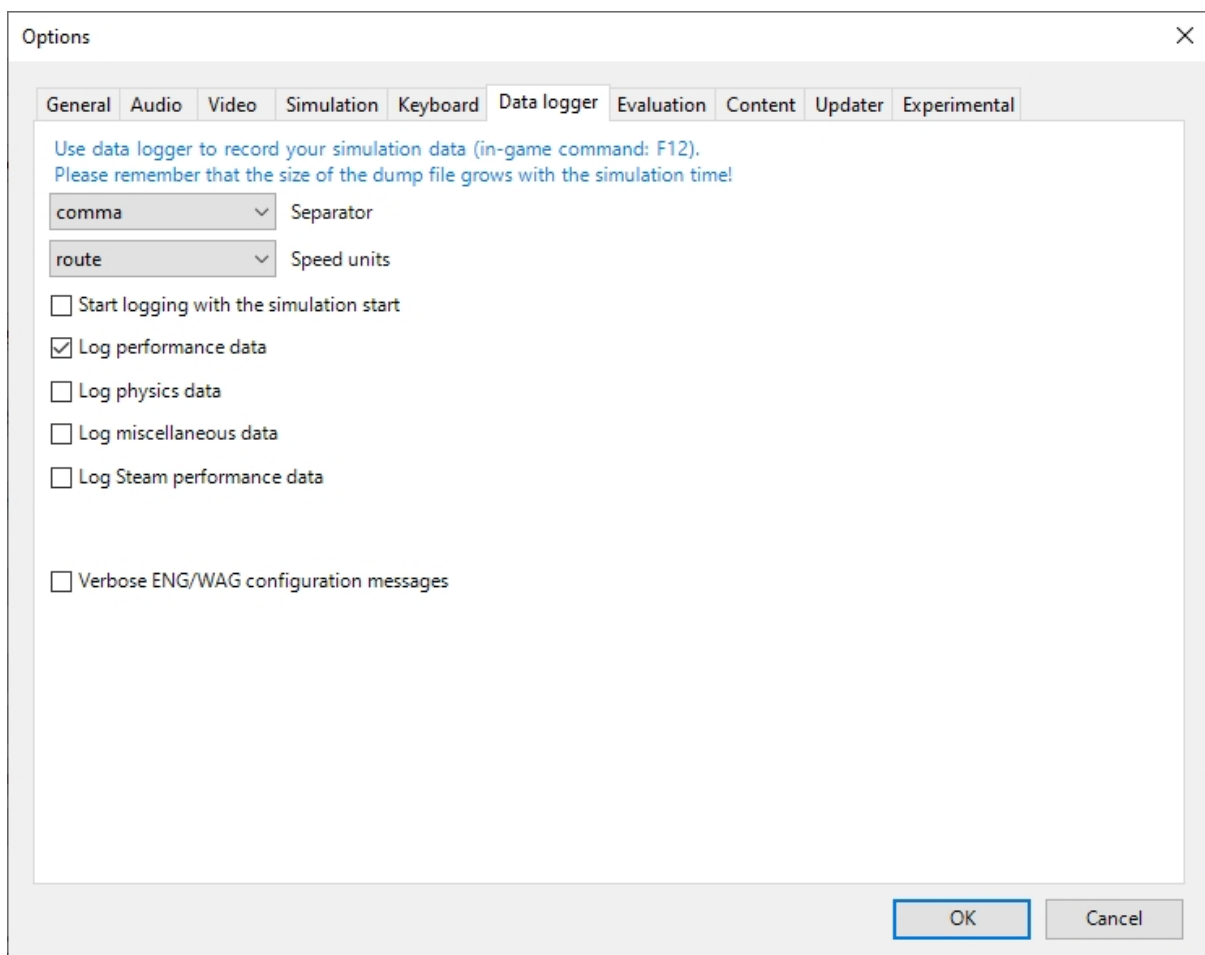 Options
General Audio Video Simulation Keyboard Data logger Evaluation Content Updater Experimental
Use data logger to record your simulation data (in-game command: F12).
Please remember that the size of the dump file grows with the simulation time!
comma Separator
route Speed units
Start logging with the simulation start
Log performance data
Log physics data
Log miscellaneous data
Log Steam performance data
Verbose ENG/WAG configuration messages
OK Cancel